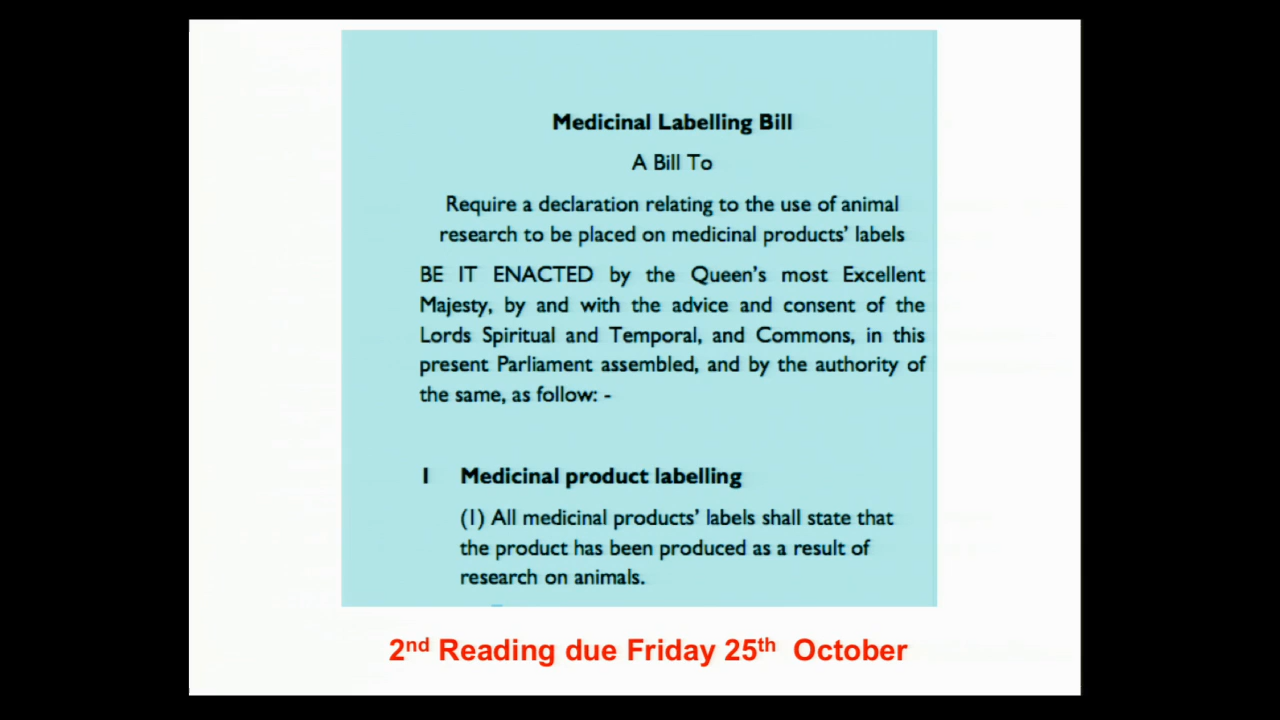 Medicinal Labelling Bill
A Bill To
Require a declaration relating to the use of animal
research to be placed on medicinal products’ labels
BE IT ENACTED by the Queen’s most Excellent
Majesty, by and with the advice and consent of the
Lords Spiritual and Temporal, and Commons, in this
present Parliament assembled, and by the authority of
the same, as follow: -
1 Medicinal product labelling
(1) All medicinal products’ labels shall state that
the product has been produced as a result of
research on animals.
2nd Reading due Friday 25th October